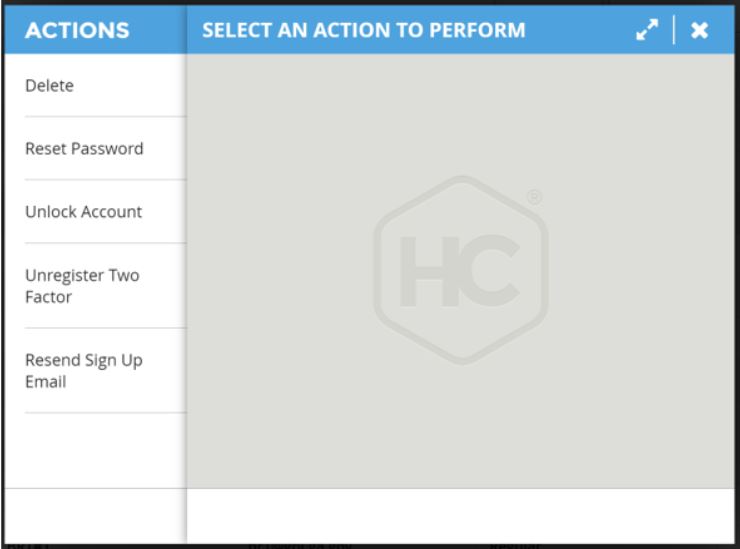 ACTIONS
SELECT AN ACTION TO PERFORM
Delete
Reset Password
Unlock Account
Unregister Two
Factor
Resend Sign Up
Email
HC
®